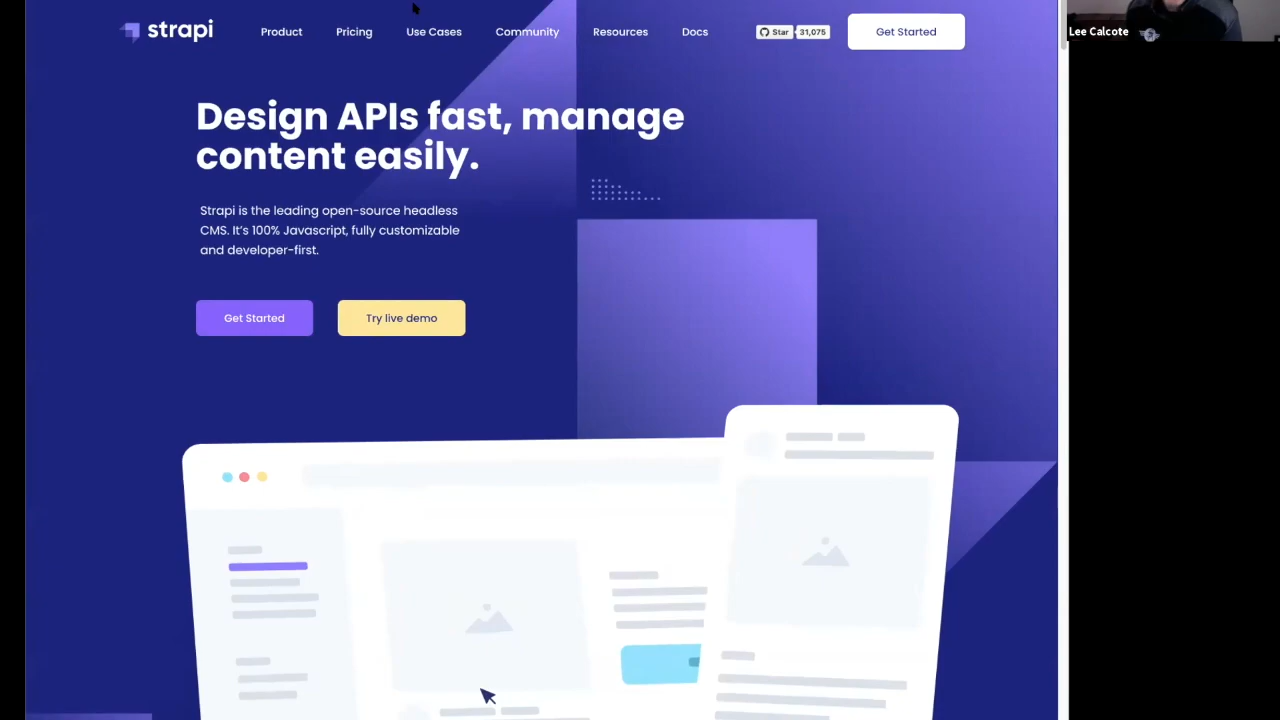 strapi
Product
Pricing
Use Cases
Community
Resources
Docs
Star
31,075
Get Started
Lee Calcote
Design APIs fast, manage
content easily.
Strapi is the leading open-source headless
CMS. It's 100% Javascript, fully customizable
and developer-first.
Get Started
Try live demo